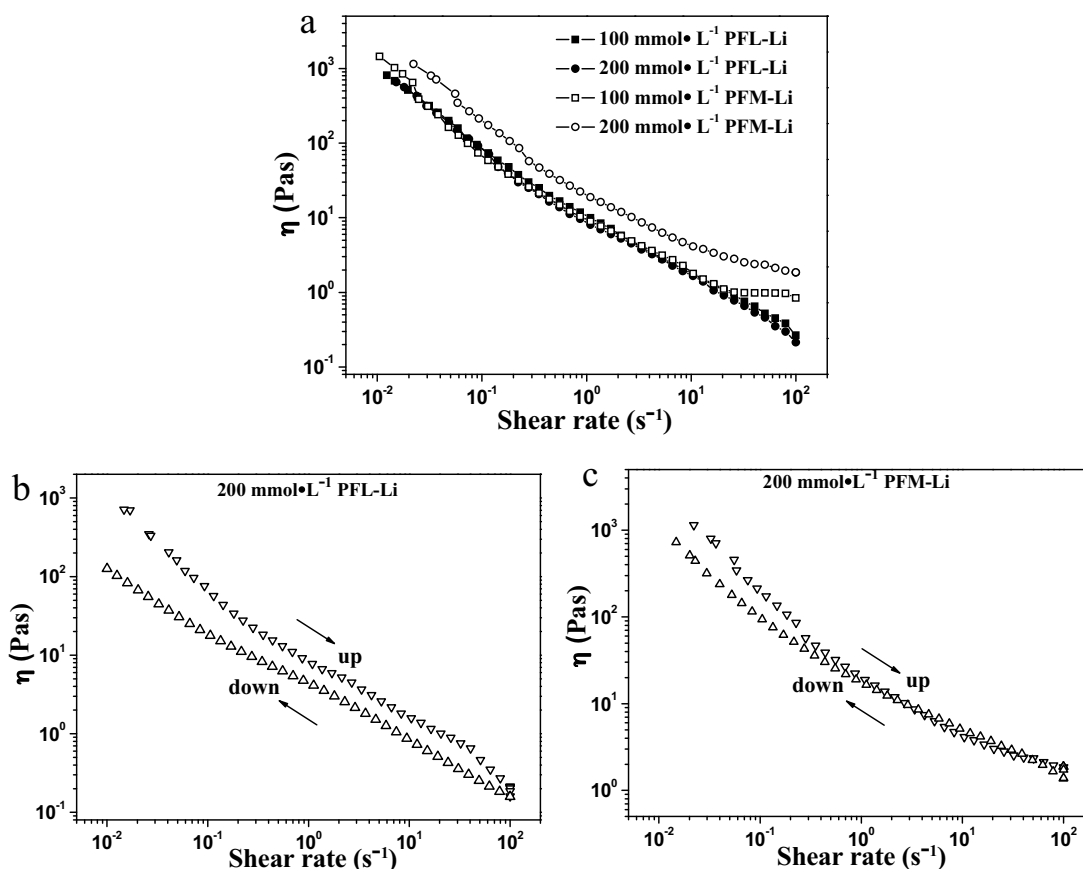 a
100 mmol• L⁻¹ PFL-Li
200 mmol• L⁻¹ PFL-Li
100 mmol• L⁻¹ PFM-Li
200 mmol• L⁻¹ PFM-Li
10³
10²
10¹
10⁰
10⁻¹
η (Pas)
10⁻² 10⁻¹ 10⁰ 10¹ 10²
Shear rate (s⁻¹)
b
200 mmol•L⁻¹ PFL-Li
10³
10²
10¹
10⁰
10⁻¹
η (Pas)
up
down
10⁻² 10⁻¹ 10⁰ 10¹ 10²
Shear rate (s⁻¹)
c
200 mmol•L⁻¹ PFM-Li
10³
10²
10¹
10⁰
η (Pas)
up
down
10⁻² 10⁻¹ 10⁰ 10¹ 10²
Shear rate (s⁻¹)